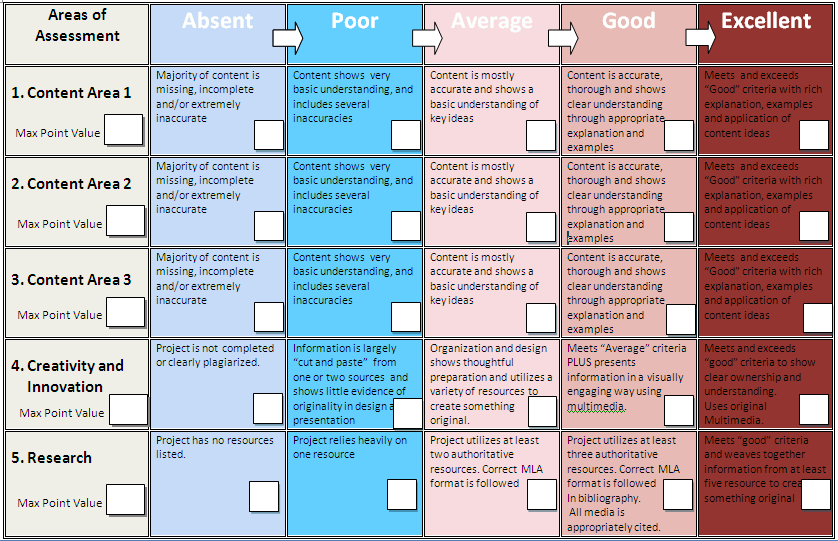 Areas of
Assessment
Absent
Poor
Average
Good
Excellent
1. Content Area 1
Max Point Value
Majority of content is
missing, incomplete
and/or extremely
inaccurate
Content shows very
basic understanding, and
includes several
inaccuracies
Content is mostly
accurate and shows a
basic understanding of
key ideas
Content is accurate,
thorough and shows
clear understanding
through appropriate
explanation and
examples
Meets and exceeds
“Good” criteria with rich
explanation, examples
and application of
content ideas
2. Content Area 2
Max Point Value
Majority of content is
missing, incomplete
and/or extremely
inaccurate
Content shows very
basic understanding, and
includes several
inaccuracies
Content is mostly
accurate and shows a
basic understanding of
key ideas
Content is accurate,
thorough and shows
clear understanding
through appropriate
explanation and
examples
Meets and exceeds
“Good” criteria with rich
explanation, examples
and application of
content ideas
3. Content Area 3
Max Point Value
Majority of content is
missing, incomplete
and/or extremely
inaccurate
Content shows very
basic understanding, and
includes several
inaccuracies
Content is mostly
accurate and shows a
basic understanding of
key ideas
Content is accurate,
thorough and shows
clear understanding
through appropriate
explanation and
examples
Meets and exceeds
“Good” criteria with rich
explanation, examples
and application of
content ideas
4. Creativity and
Innovation
Max Point Value
Project is not completed
or clearly plagiarized.
Information is largely
“cut and paste” from
one or two sources and
shows little evidence of
originality in design a
presentation
Organization and design
shows thoughtful
preparation and utilizes a
variety of resources to
create something
original.
Meets “Average” criteria
PLUS presents
information in a visually
engaging way using
multimedia.
Meets and exceeds
“good” criteria to show
clear ownership and
understanding.
Uses original
Multimedia.
5. Research
Max Point Value
Project has no resources
listed.
Project relies heavily on
one resource
Project utilizes at least
two authoritative
resources. Correct MLA
format is followed
Project utilizes at least
three authoritative
resources. Correct MLA
format is followed
In bibliography.
All media is
appropriately cited.
Meets “good” criteria
and weaves together
information from at least
five resource to crea
something original